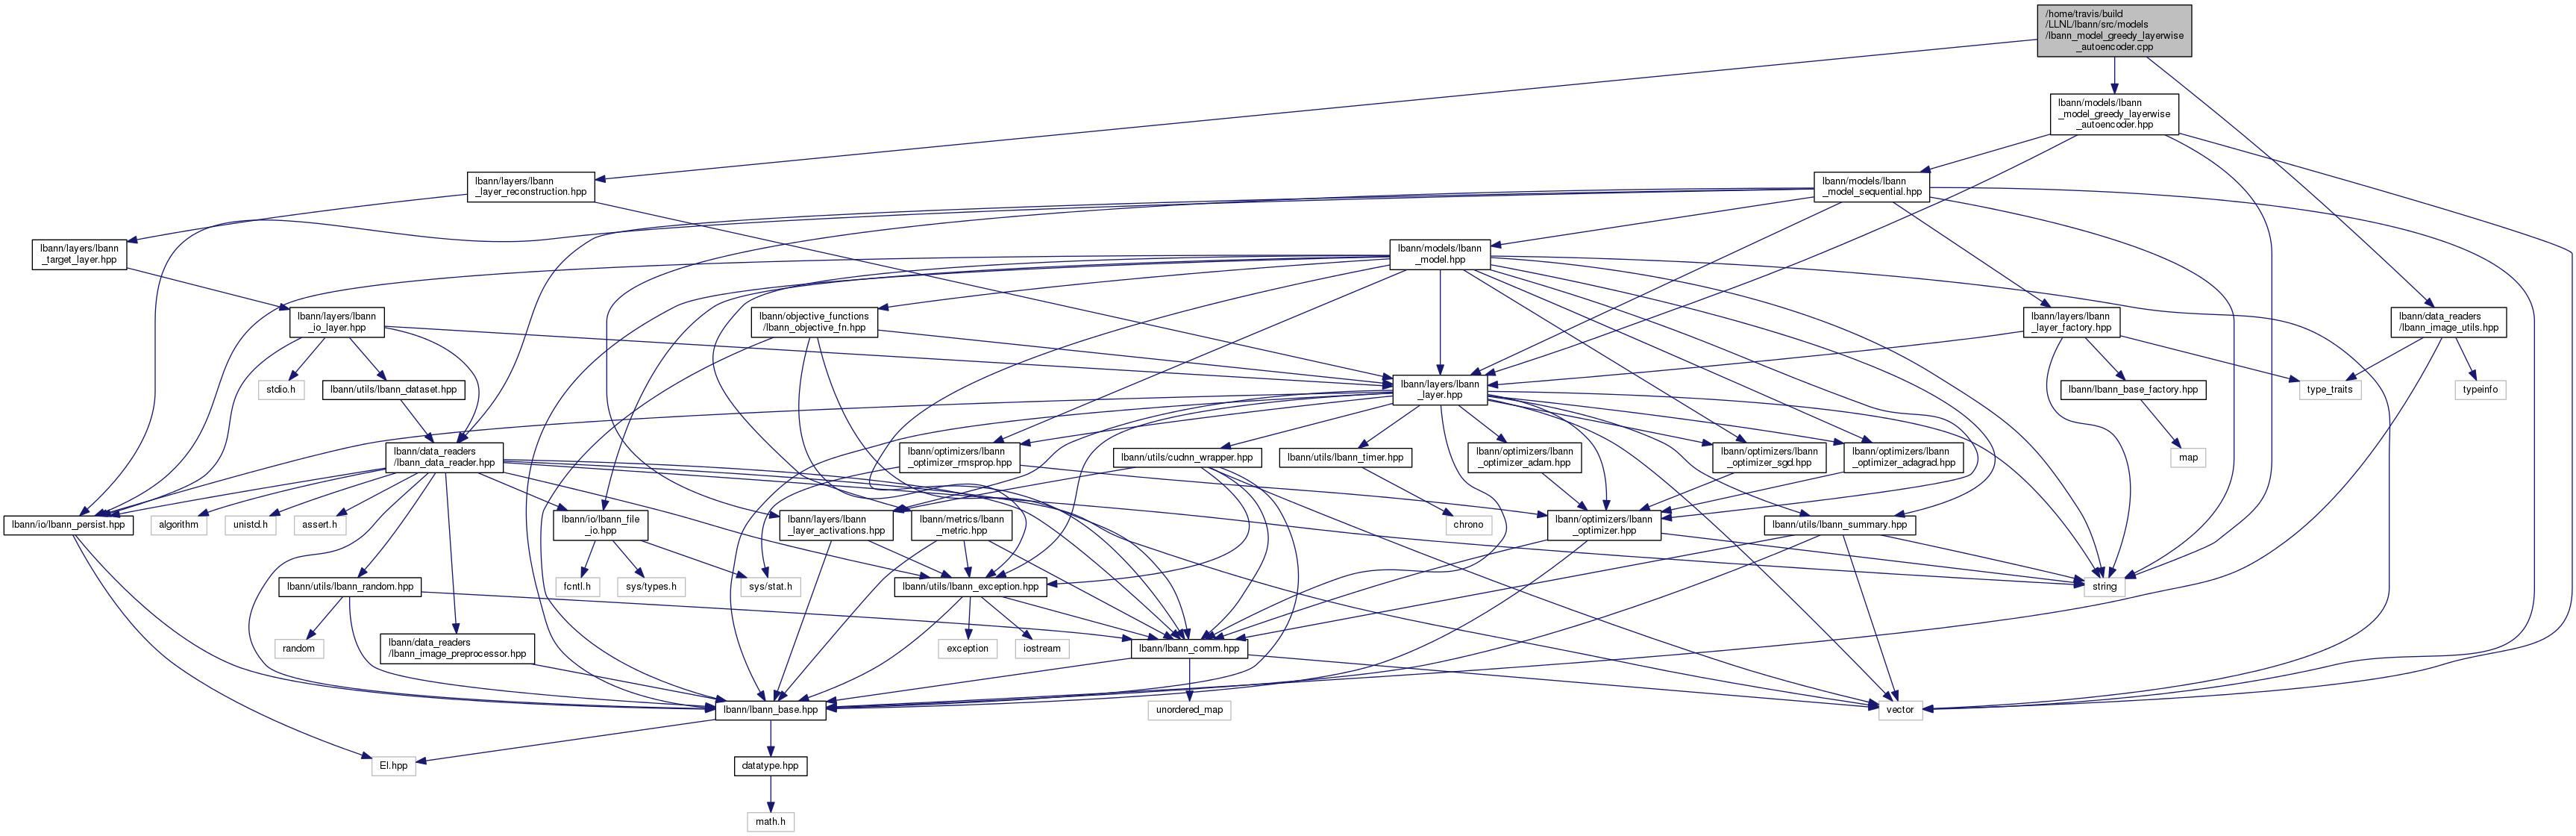 /home/travis/build
/LLNL/lbann/src/models
/lbann_model_greedy_layerwise
_autoencoder.cpp
lbann/models/lbann
_model_greedy_layerwise
_autoencoder.hpp
lbann/layers/lbann
_layer_reconstruction.hpp
lbann/models/lbann
_model_sequential.hpp
lbann/layers/lbann
_target_layer.hpp
lbann/models/lbann
_model.hpp
lbann/layers/lbann
_io_layer.hpp
lbann/objective_functions
/lbann_objective_fn.hpp
lbann/layers/lbann
_layer_factory.hpp
lbann/data_readers
/lbann_image_utils.hpp
stdio.h
lbann/utils/lbann_dataset.hpp
lbann/layers/lbann
_layer.hpp
lbann/lbann_base_factory.hpp
type_traits
typeinfo
lbann/data_readers
/lbann_data_reader.hpp
lbann/optimizers/lbann
_optimizer_rmsprop.hpp
lbann/utils/cudnn_wrapper.hpp
lbann/utils/lbann_timer.hpp
lbann/optimizers/lbann
_optimizer_adam.hpp
lbann/optimizers/lbann
_optimizer_sgd.hpp
lbann/optimizers/lbann
_optimizer_adagrad.hpp
map
lbann/io/lbann_persist.hpp
algorithm
unistd.h
assert.h
lbann/io/lbann_file
_io.hpp
lbann/layers/lbann
_layer_activations.hpp
lbann/metrics/lbann
_metric.hpp
chrono
lbann/optimizers/lbann
_optimizer.hpp
lbann/utils/lbann_summary.hpp
lbann/utils/lbann_random.hpp
fcntl.h
sys/types.h
sys/stat.h
lbann/utils/lbann_exception.hpp
string
random
lbann/data_readers
/lbann_image_preprocessor.hpp
exception
iostream
lbann/lbann_comm.hpp
lbann/lbann_base.hpp
unordered_map
vector
El.hpp
datatype.hpp
math.h